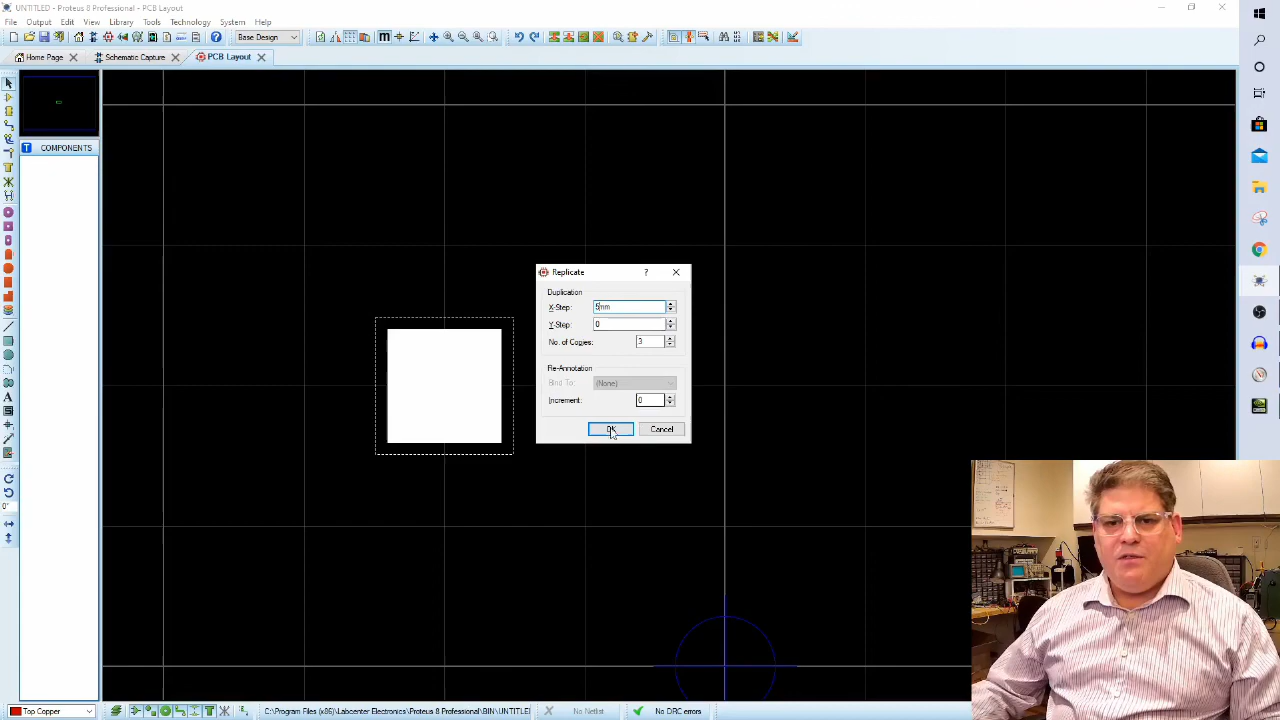 UNTITLED - Proteus 8 Professional - PCB Layout
File Output Edit View Library Tools Technology System Help
Base Design
Home Page Schematic Capture PCB Layout
T COMPONENTS
Replicate
Duplication
X-Step: 5mm
Y-Step: 0
No. of Copies: 3
Re-Annotation
Bind To: (None)
Increment: 0
OK Cancel
0°
Top Copper C:\Program Files (x86)\Labcenter Electronics\Proteus 8 Professional\BIN\UNTITLE No Netlist No DRC errors